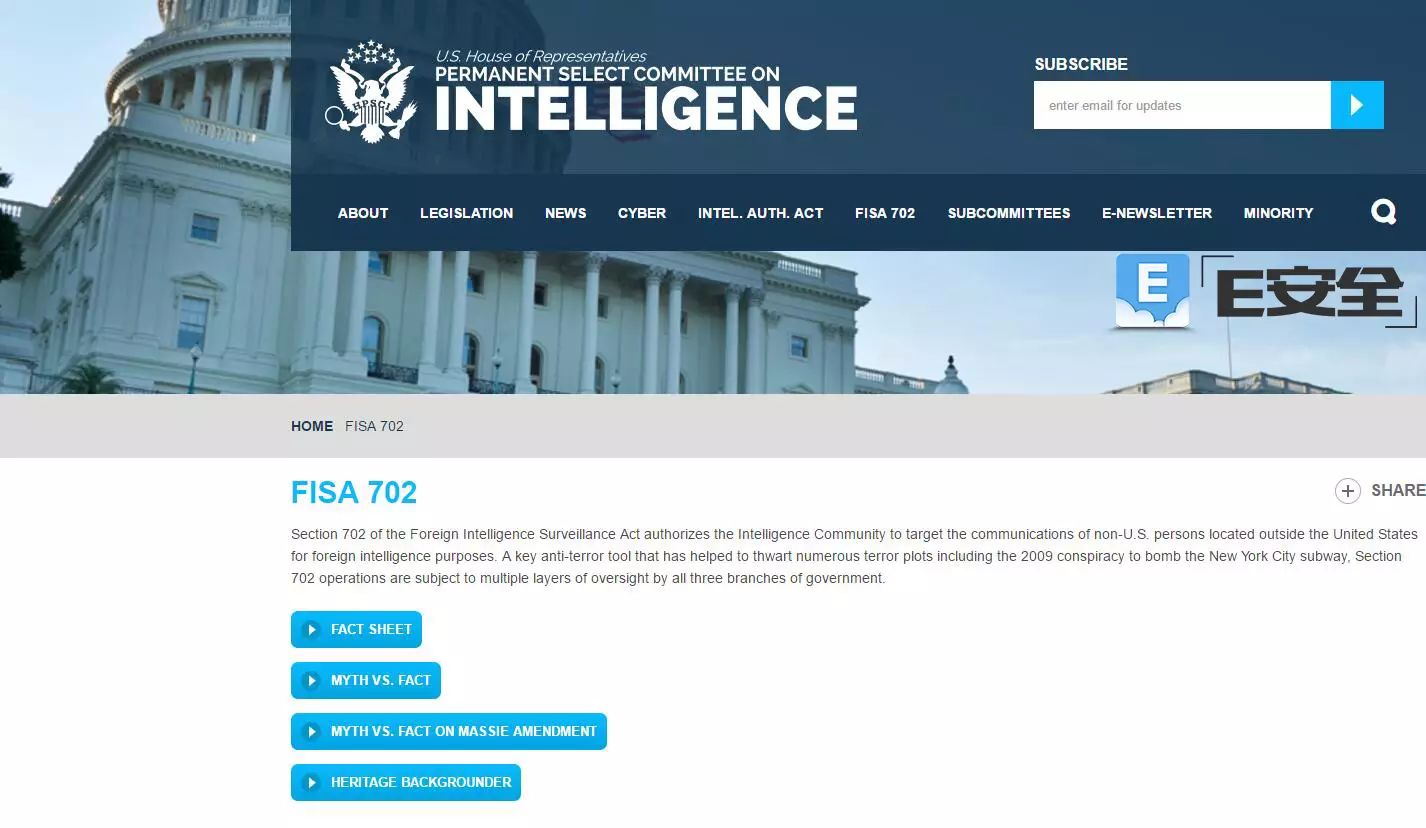 U.S. House of Representatives
PERMANENT SELECT COMMITTEE ON
INTELLIGENCE
HPSCI
SUBSCRIBE
enter email for updates
ABOUT LEGISLATION NEWS CYBER INTEL. AUTH. ACT FISA 702 SUBCOMMITTEES E-NEWSLETTER MINORITY
E E安全
HOME FISA 702
FISA 702
SHARE
Section 702 of the Foreign Intelligence Surveillance Act authorizes the Intelligence Community to target the communications of non-U.S. persons located outside the United States
for foreign intelligence purposes. A key anti-terror tool that has helped to thwart numerous terror plots including the 2009 conspiracy to bomb the New York City subway, Section
702 operations are subject to multiple layers of oversight by all three branches of government.
FACT SHEET
MYTH VS. FACT
MYTH VS. FACT ON MASSIE AMENDMENT
HERITAGE BACKGROUNDER